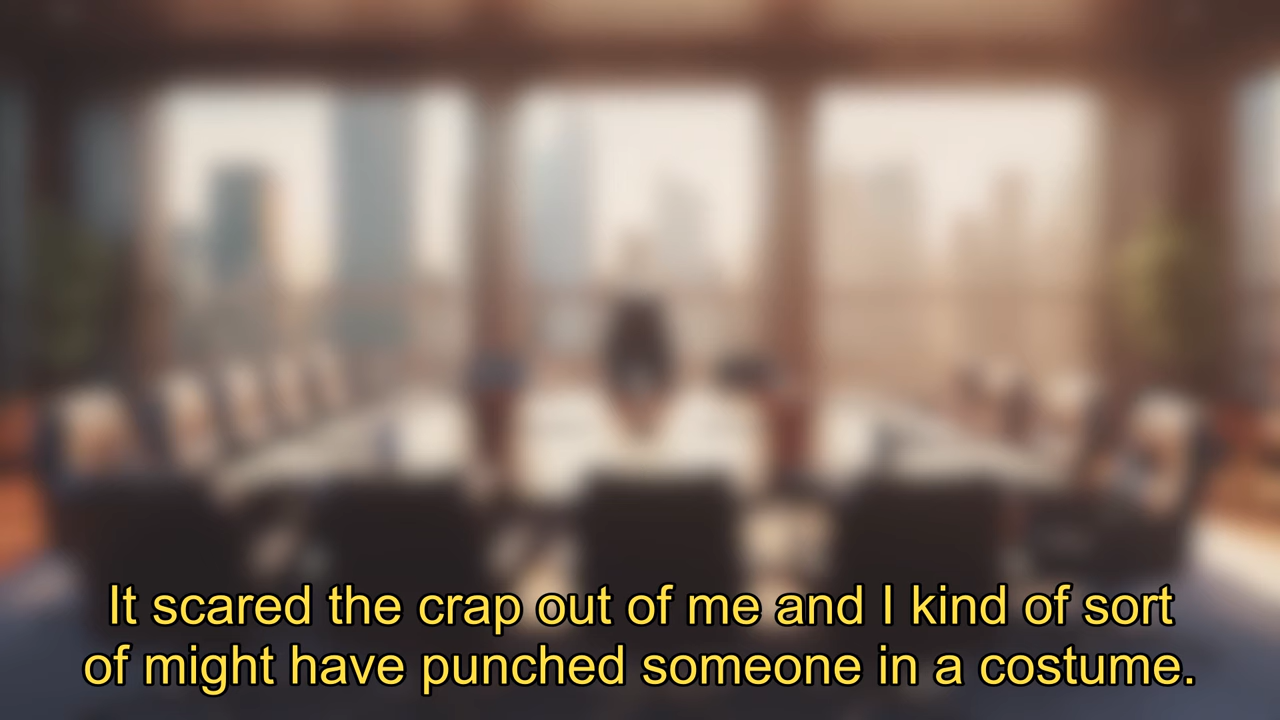 It scared the crap out of me and I kind of sort
of might have punched someone in a costume.